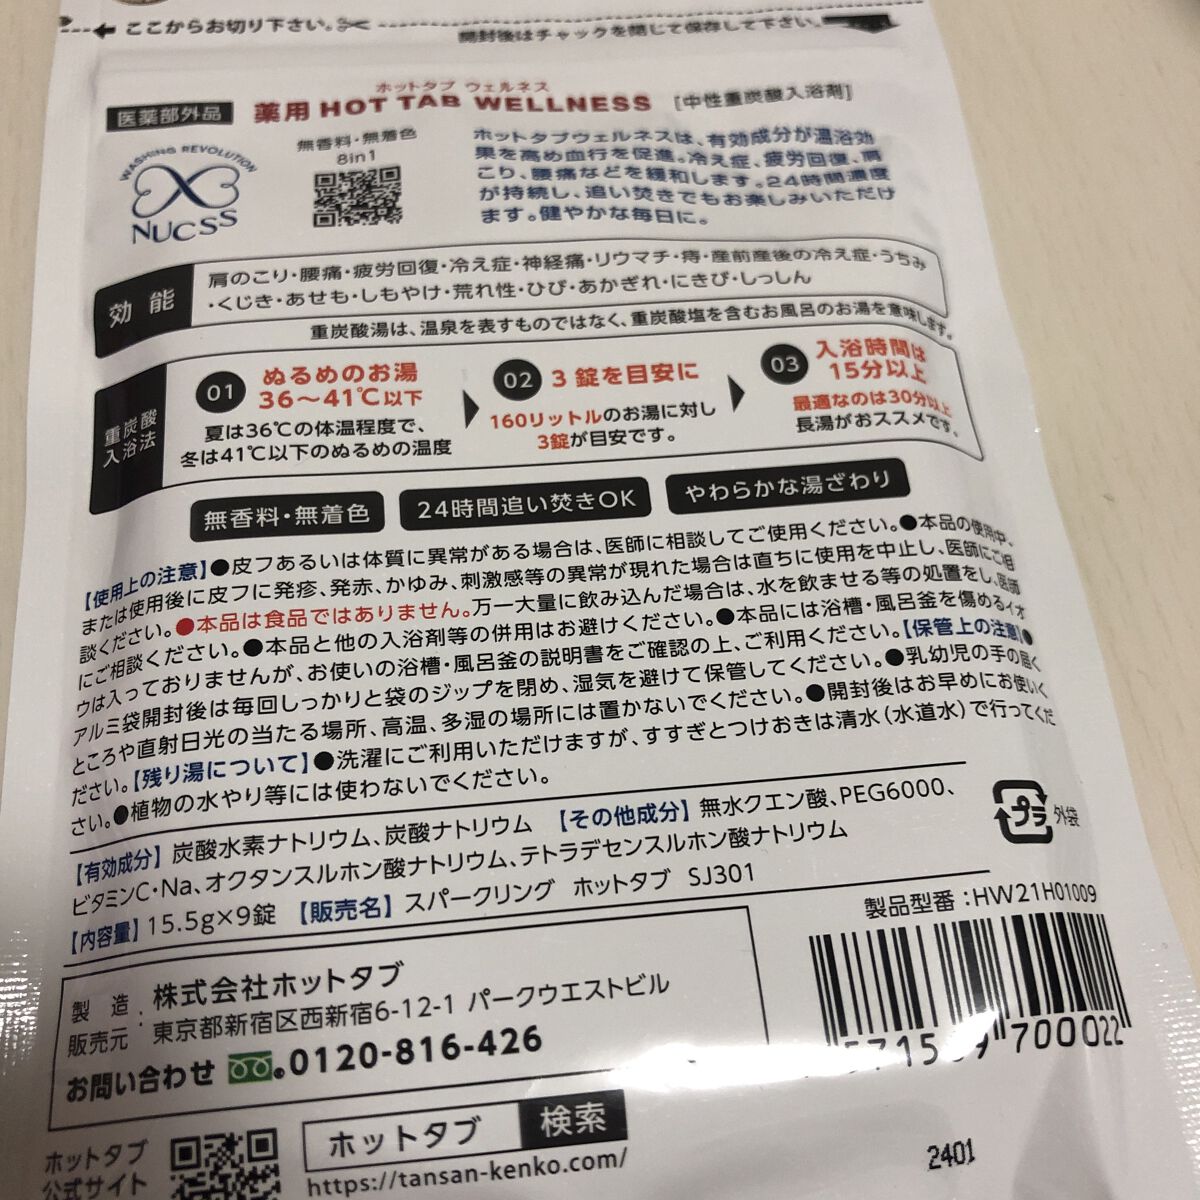 ここからお切り下さい。
開封後はチャックを閉じて保存して下さい。
ホットタブ ウェルネス
医薬部外品 薬用 HOT TAB WELLNESS [中性重炭酸入浴剤]
WASHING REVOLUTION
NUCSS
無香料・無着色
8in1
ホットタブウェルネスは、有効成分が温浴効
果を高め血行を促進。冷え症、疲労回復、肩
こり、腰痛などを緩和します。24時間濃度
が持続し、追い焚きでもお楽しみいただけ
ます。健やかな毎日に。
効能
肩のこり・腰痛・疲労回復・冷え症・神経痛・リウマチ・痔・産前産後の冷え症・うちみ
・くじき・あせも・しもやけ・荒れ性・ひび・あかぎれ・にきび・しっしん
重炭酸湯は、温泉を表すものではなく、重炭酸塩を含むお風呂のお湯を意味します。
重炭酸
入浴法
01 ぬるめのお湯
36〜41℃以下
夏は36℃の体温程度で、
冬は41℃以下のぬるめの温度
02 3錠を目安に
160リットルのお湯に対し
3錠が目安です。
03 入浴時間は
15分以上
最適なのは30分以上
長湯がおススメです。
無香料・無着色 24時間追い焚きOK やわらかな湯ざわり
【使用上の注意】●皮フあるいは体質に異常がある場合は、医師に相談してご使用ください。●本品の使用中、
または使用後に皮フに発疹、発赤、かゆみ、刺激感等の異常が現れた場合は直ちに使用を中止し、医師にご相
談ください。●本品は食品ではありません。万一大量に飲み込んだ場合は、水を飲ませる等の処置をし、医師
にご相談ください。●本品と他の入浴剤等の併用はお避けください。●本品には浴槽・風呂釜を傷めるイオ
ウは入っておりませんが、お使いの浴槽・風呂釜の説明書をご確認の上、ご利用ください。【保管上の注意】●
アルミ袋開封後は毎回しっかりと袋のジップを閉め、湿気を避けて保管してください。●乳幼児の手の届く
ところや直射日光の当たる場所、高温、多湿の場所には置かないでください。●開封後はお早めにお使いく
ださい。【残り湯について】●洗濯にご利用いただけますが、すすぎとつけおきは清水（水道水）で行ってくだ
さい。●植物の水やり等には使わないでください。
【有効成分】炭酸水素ナトリウム、炭酸ナトリウム 【その他成分】無水クエン酸、PEG6000、
ビタミンC・Na、オクタンスルホン酸ナトリウム、テトラデセンスルホン酸ナトリウム
【内容量】15.5g×9錠 【販売名】スパークリング ホットタブ SJ301
プラ 外袋
製品型番:HW21H01009
製造
販売元:
株式会社ホットタブ
東京都新宿区西新宿6-12-1 パークウエストビル
お問い合わせ 0120-816-426
700022
ホットタブ
公式サイト
ホットタブ 検索
https://tansan-kenko.com/
2401